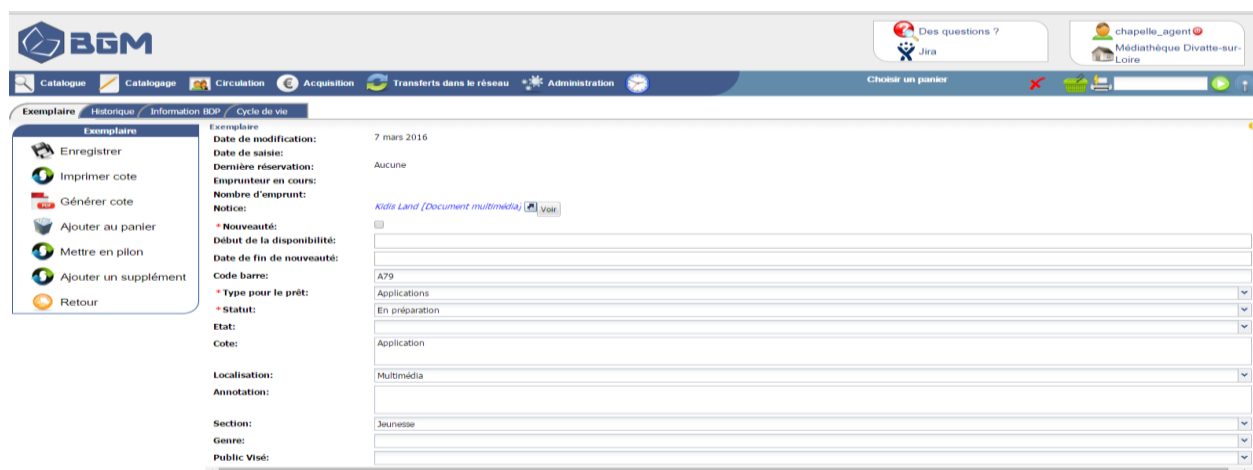 BGM
Des questions ?
Jira
chapelle_agent
Médiathèque Divatte-sur-
Loire
Catalogue Catalogage Circulation Acquisition Transferts dans le réseau Administration Choisir un panier
Exemplaire Historique Information BDP Cycle de vie
Exemplaire
Enregistrer
Imprimer cote
Générer cote
Ajouter au panier
Mettre en pilon
Ajouter un supplément
Retour
Exemplaire
Date de modification: 7 mars 2016
Date de saisie:
Dernière réservation: Aucune
Emprunteur en cours:
Nombre d'emprunt:
Notice: Kidis Land [Document multimédia) Voir
* Nouveauté:
Début de la disponibilité:
Date de fin de nouveauté:
Code barre: A79
* Type pour le prêt: Applications
* Statut: En préparation
Etat:
Cote: Application
Localisation: Multimédia
Annotation:
Section: Jeunesse
Genre:
Public Visé: